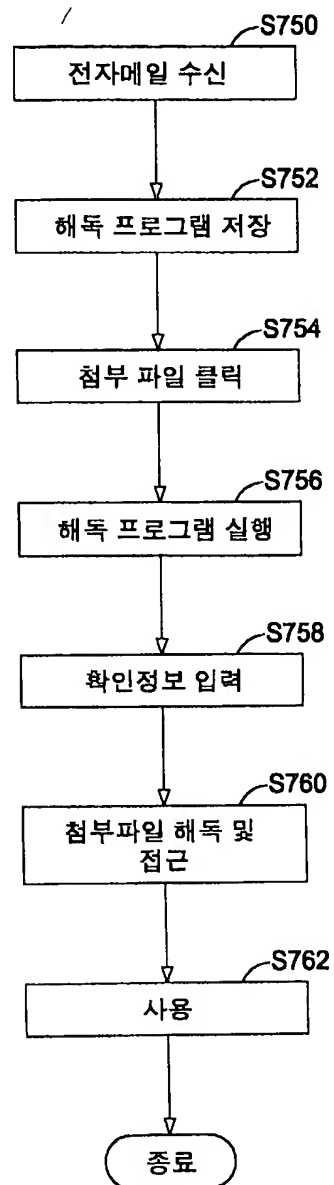 S750
전자메일 수신
S752
해독 프로그램 저장
S754
첨부 파일 클릭
S756
해독 프로그램 실행
S758
확인정보 입력
S760
첨부파일 해독 및
접근
S762
사용
종료